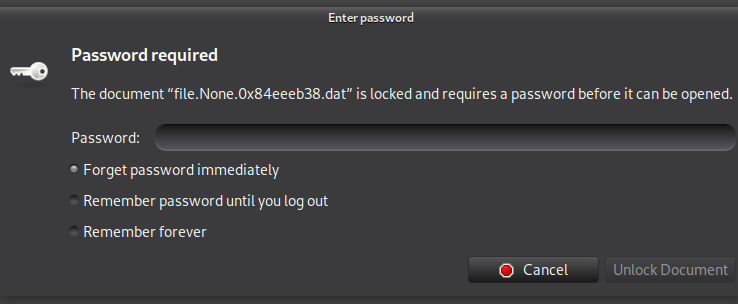 Enter password
Password required
The document “file.None.0x84eeeb38.dat” is locked and requires a password before it can be opened.
Password:
Forget password immediately
Remember password until you log out
Remember forever
Cancel
Unlock Document